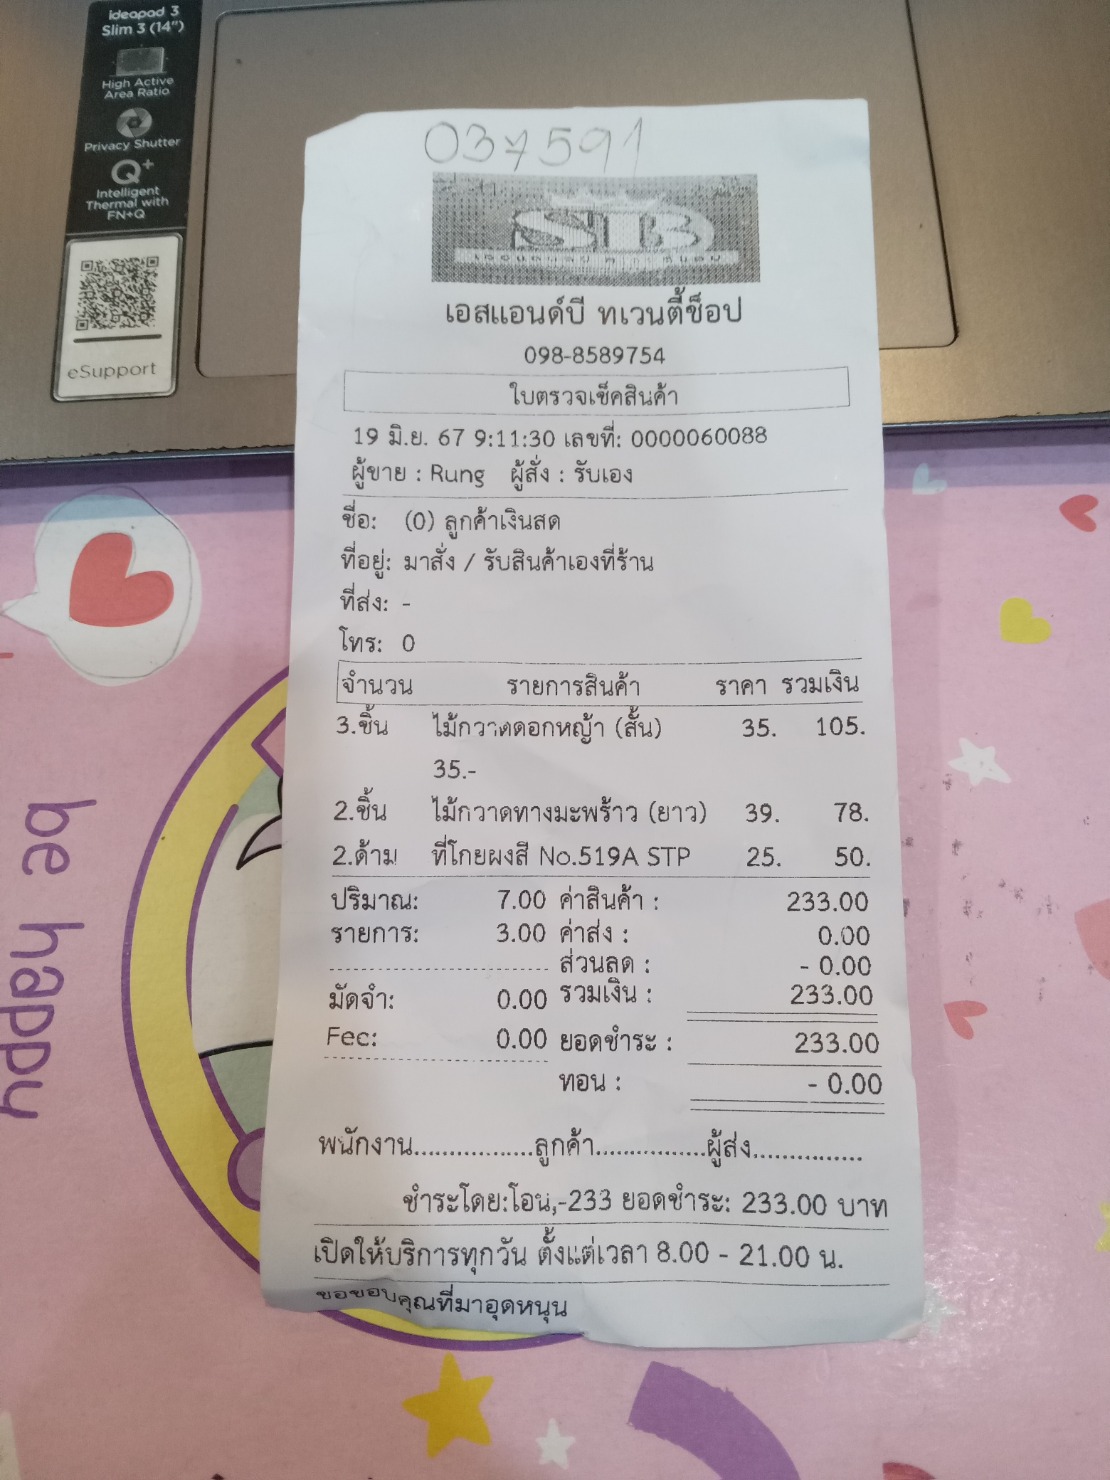 ideapad 3
Slim 3 (14")
High Active
Area Ratio
Privacy Shutter
Q+
Intelligent
Thermal with
FN+Q
eSupport
037591
STB
เอสแอนด์บี ทเวนตี้ช็อป
098-8589754
ใบตรวจเช็คสินค้า
19 มิ.ย. 67 9:11:30 เลขที่: 0000060088
ผู้ขาย : Rung ผู้สั่ง : รับเอง
ชื่อ: (0) ลูกค้าเงินสด
ที่อยู่: มาสั่ง / รับสินค้าเองที่ร้าน
ที่ส่ง: -
โทร: 0
จำนวน รายการสินค้า ราคา รวมเงิน
3.ชิ้น ไม้กวาดดอกหญ้า (สั้น) 35. 105.
35.-
2.ชิ้น ไม้กวาดทางมะพร้าว (ยาว) 39. 78.
2.ด้าม ที่โกยผงสี No.519A STP 25. 50.
ปริมาณ: 7.00 ค่าสินค้า : 233.00
รายการ: 3.00 ค่าส่ง : 0.00
ส่วนลด : - 0.00
มัดจำ: 0.00 รวมเงิน : 233.00
Fee: 0.00 ยอดชำระ : 233.00
ทอน : - 0.00
พนักงาน................ลูกค้า...............ผู้ส่ง...............
ชำระโดย:โอน,-233 ยอดชำระ: 233.00 บาท
เปิดให้บริการทุกวัน ตั้งแต่เวลา 8.00 - 21.00 น.
ขอขอบคุณที่มาอุดหนุน
be happy